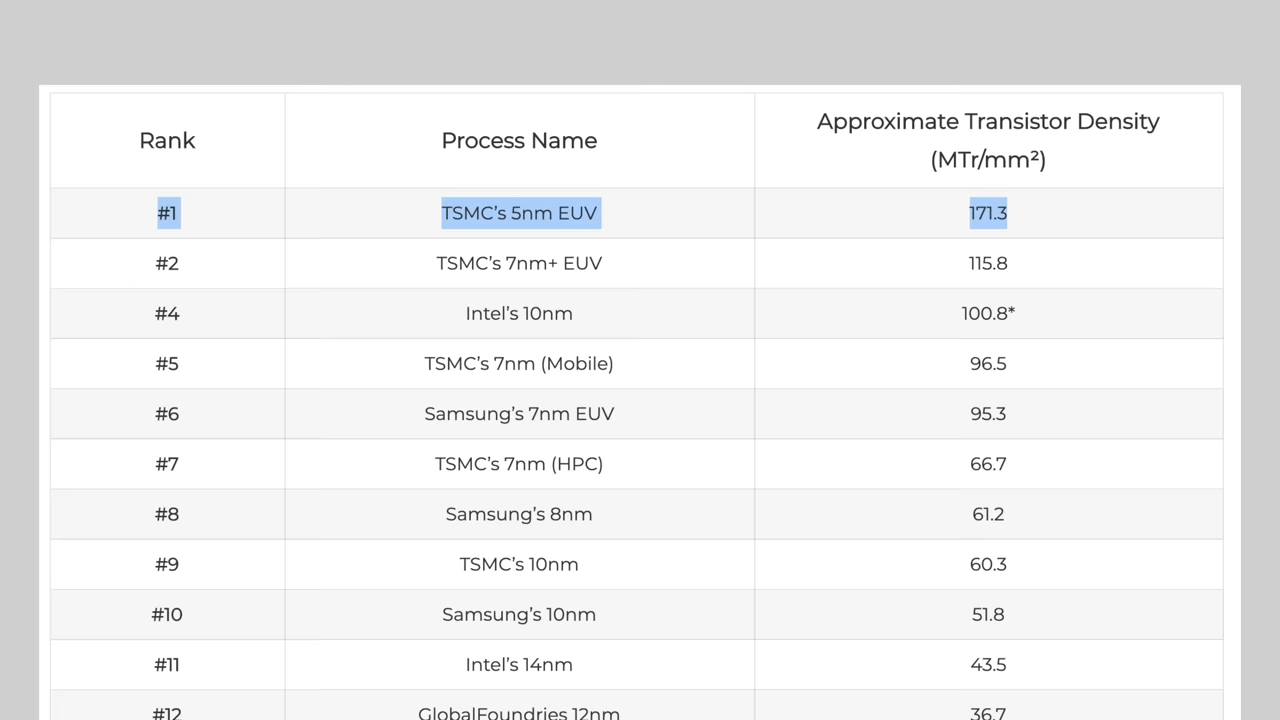 Rank Process Name Approximate Transistor Density
(MTr/mm²)
#1 TSMC’s 5nm EUV 171.3
#2 TSMC’s 7nm+ EUV 115.8
#4 Intel’s 10nm 100.8*
#5 TSMC’s 7nm (Mobile) 96.5
#6 Samsung’s 7nm EUV 95.3
#7 TSMC’s 7nm (HPC) 66.7
#8 Samsung’s 8nm 61.2
#9 TSMC’s 10nm 60.3
#10 Samsung’s 10nm 51.8
#11 Intel’s 14nm 43.5
#12 GlobalFoundries 12nm 36.7